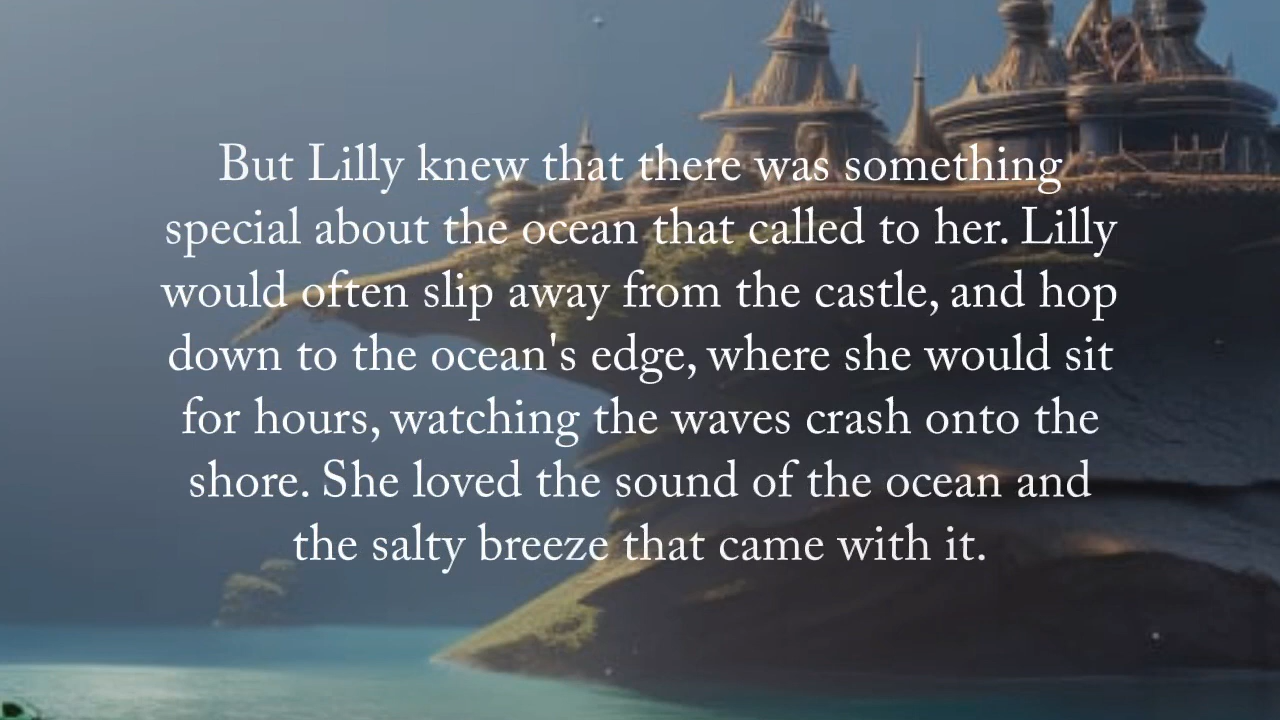 But Lilly knew that there was something
special about the ocean that called to her. Lilly
would often slip away from the castle, and hop
down to the ocean's edge, where she would sit
for hours, watching the waves crash onto the
shore. She loved the sound of the ocean and
the salty breeze that came with it.